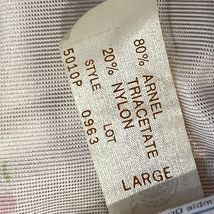 80% ARNEL
TRIACETATE
20% NYLON
STYLE LOT
5010P 0963
LARGE